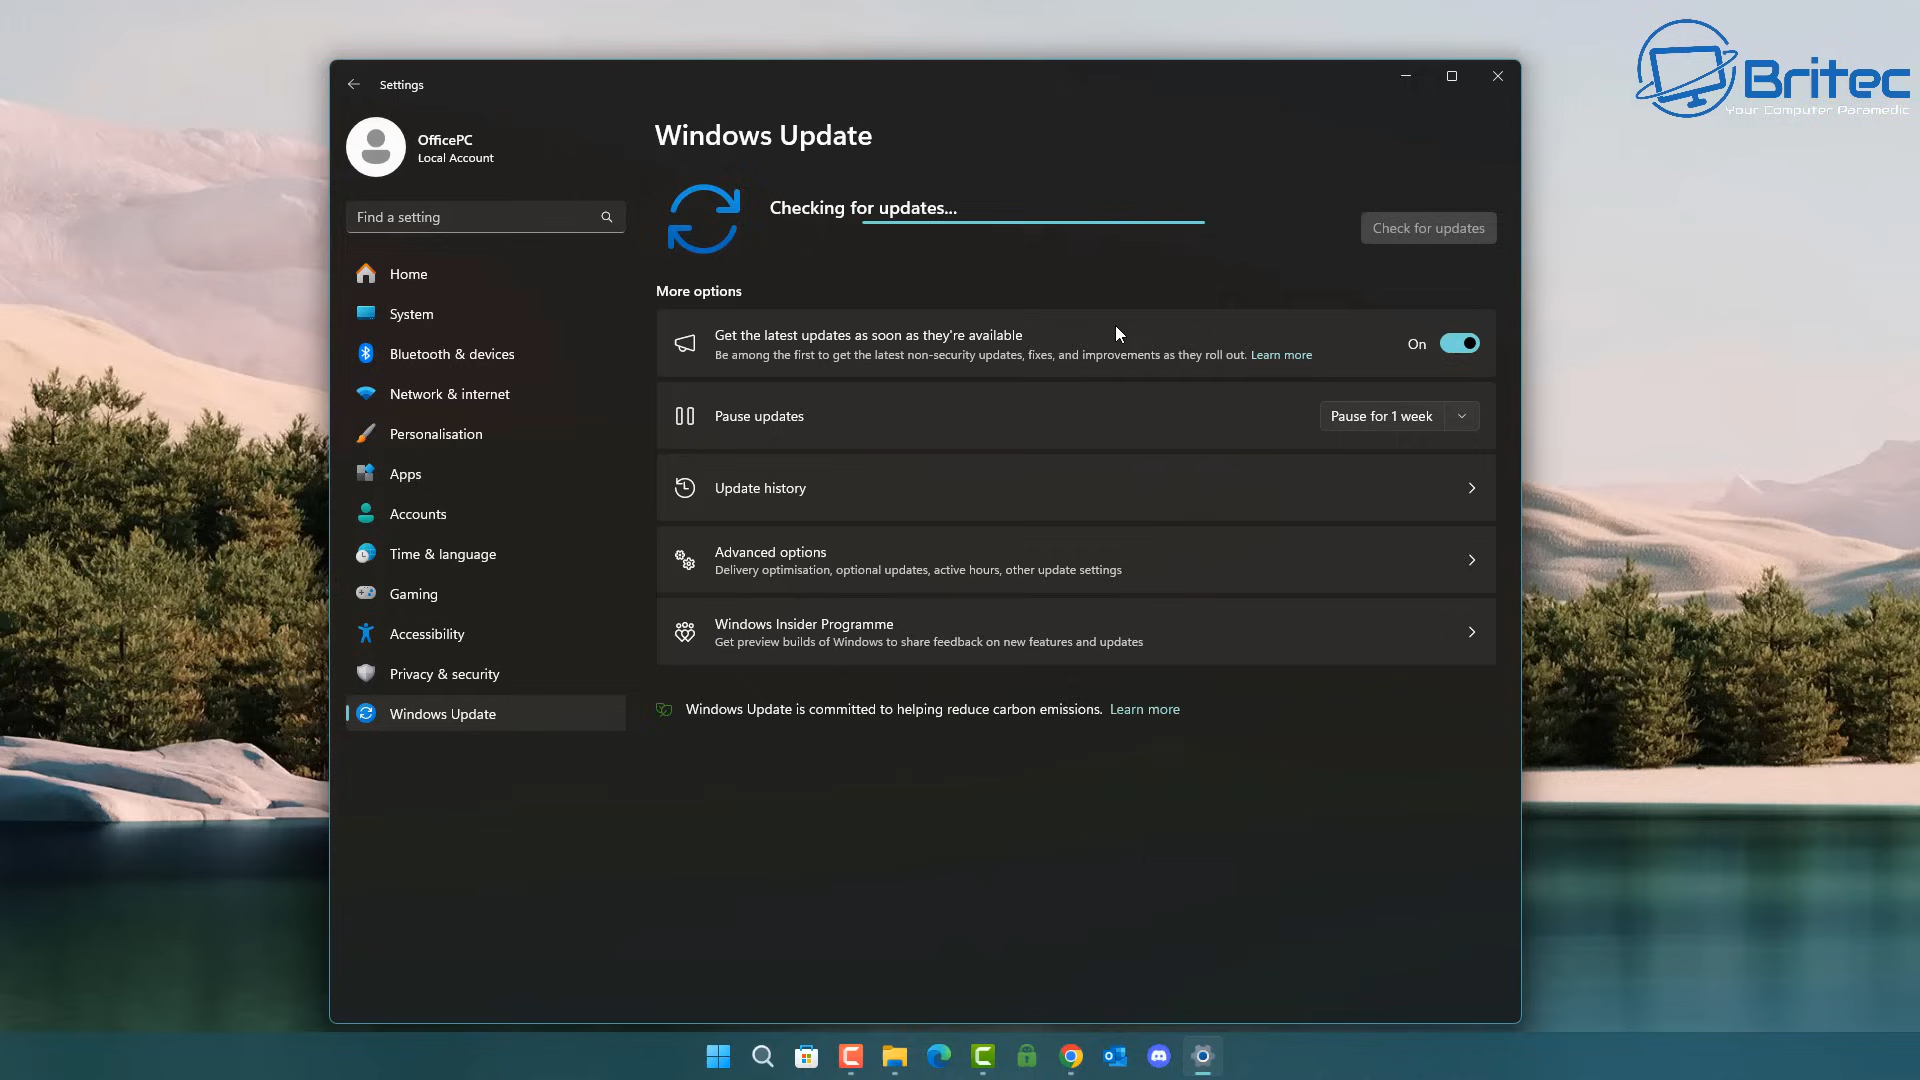 Britec
Your Computer Paramedic
Settings
OfficePC
Local Account
Find a setting
Home
System
Bluetooth & devices
Network & internet
Personalisation
Apps
Accounts
Time & language
Gaming
Accessibility
Privacy & security
Windows Update
Windows Update
Checking for updates...
Check for updates
More options
Get the latest updates as soon as they're available
Be among the first to get the latest non-security updates, fixes, and improvements as they roll out. Learn more
On
Pause updates
Pause for 1 week
Update history
Advanced options
Delivery optimisation, optional updates, active hours, other update settings
Windows Insider Programme
Get preview builds of Windows to share feedback on new features and updates
Windows Update is committed to helping reduce carbon emissions. Learn more